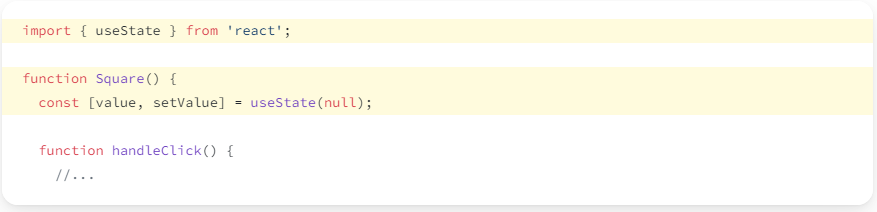 import { useState } from 'react';
function Square() {
  const [value, setValue] = useState(null);
  function handleClick() {
    //...